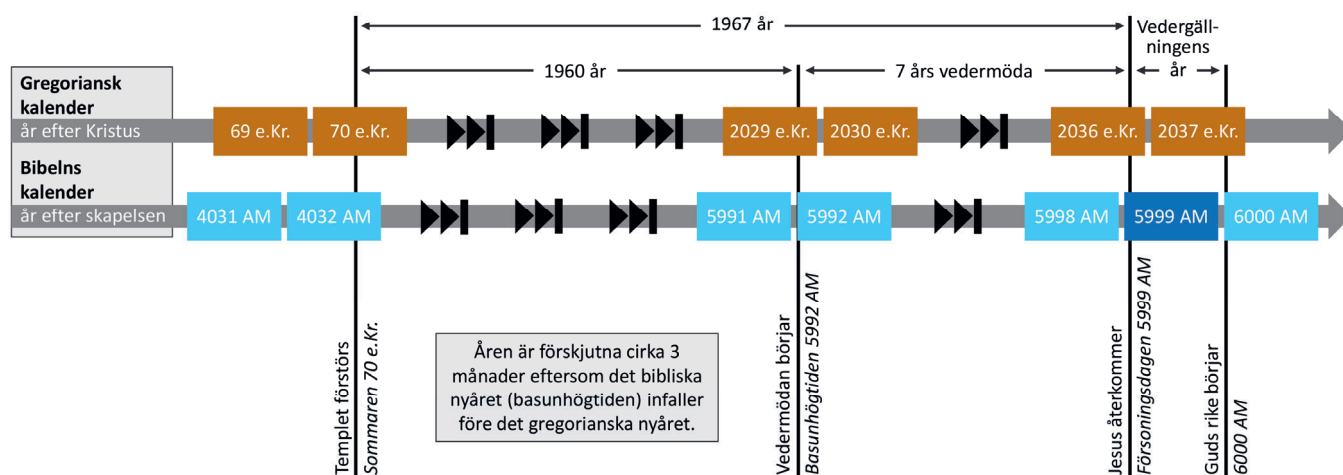 1967 år
Vedergäll-
ningens
år
1960 år
7 års vedermöda
Gregoriansk
kalender
år efter Kristus
69 e.Kr.
70 e.Kr.
2029 e.Kr.
2030 e.Kr.
2036 e.Kr.
2037 e.Kr.
Bibelns
kalender
år efter skapelsen
4031 AM
4032 AM
5991 AM
5992 AM
5998 AM
5999 AM
6000 AM
Templet förstörs
Sommaren 70 e.Kr.
Åren är förskjutna cirka 3
månader eftersom det bibliska
nyåret (basunhögtiden) infaller
före det gregorianska nyåret.
Vedermödan börjar
Basunhögtiden 5992 AM
Jesus återkommer
Försoningsdagen 5999 AM
Guds rike börjar
6000 AM